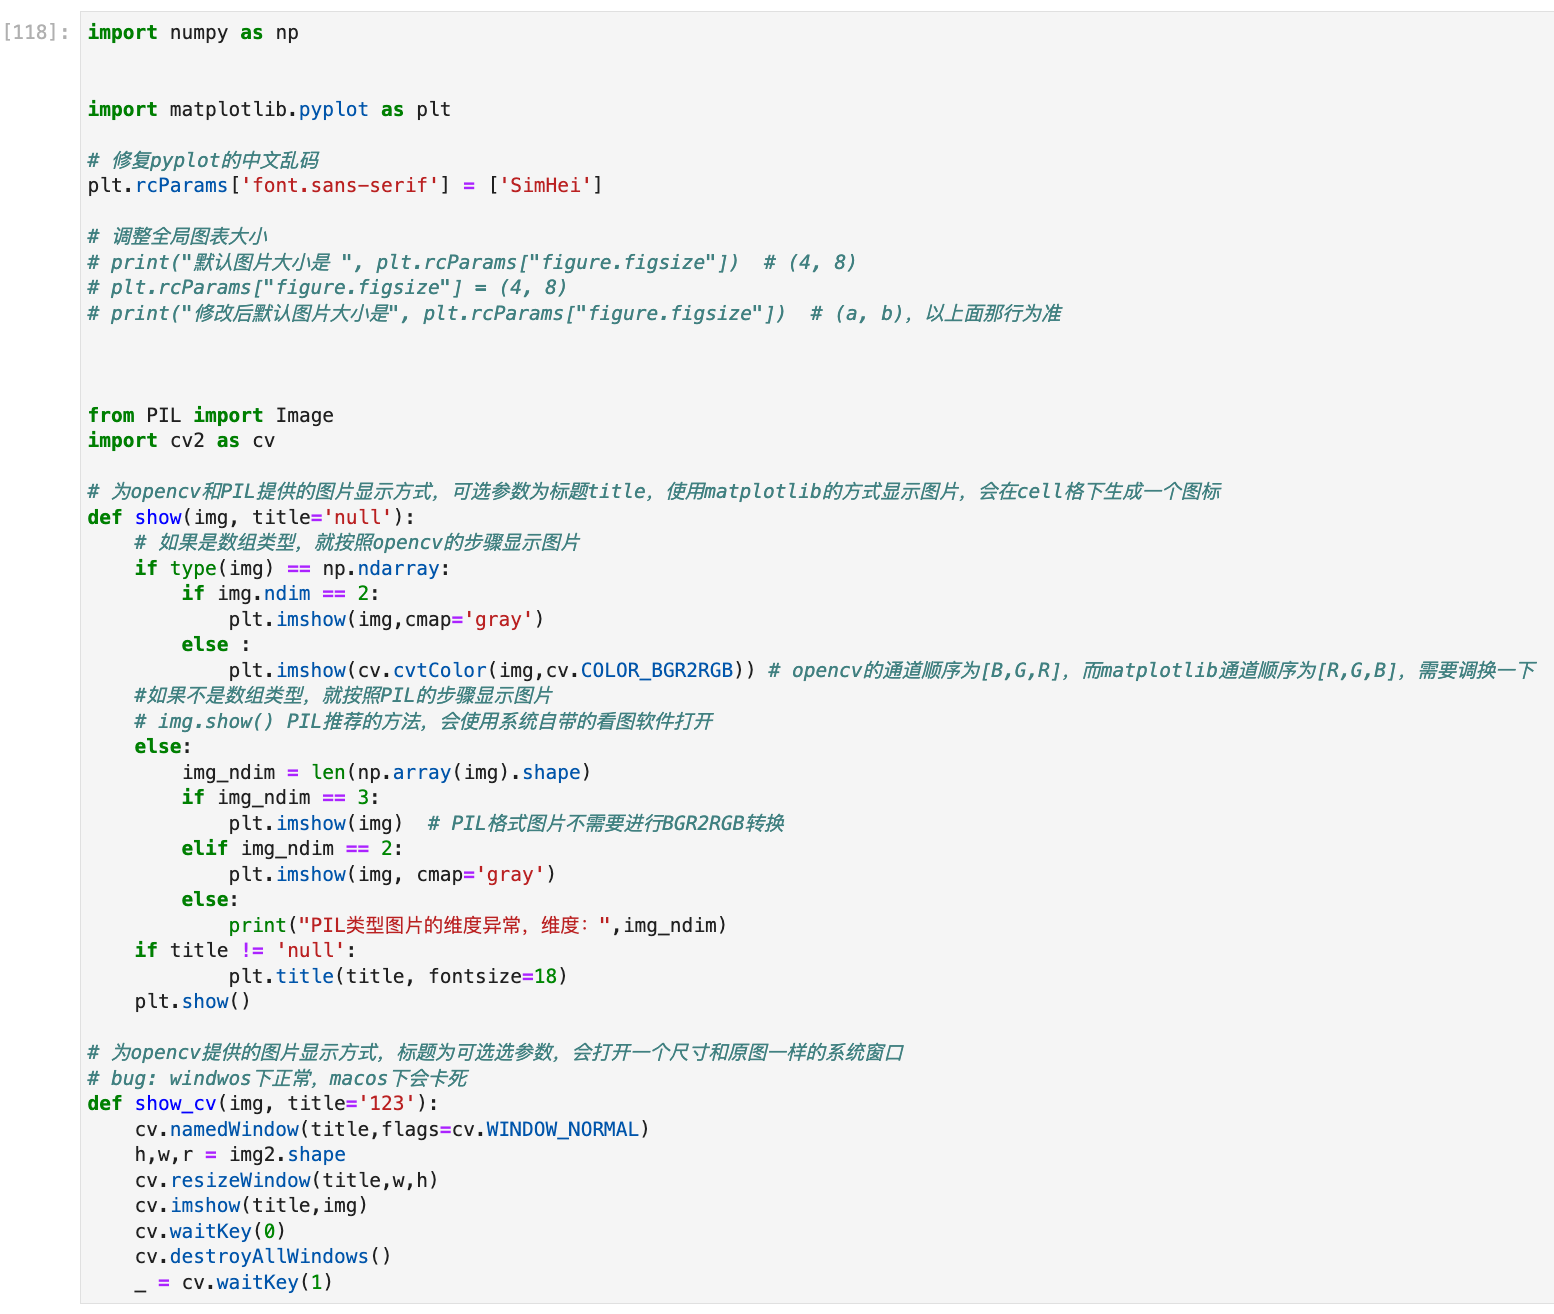 [118]: import numpy as np
import matplotlib.pyplot as plt
# 修复pyplot的中文乱码
plt.rcParams['font.sans-serif'] = ['SimHei']
# 调整全局图表大小
# print("默认图片大小是 ", plt.rcParams["figure.figsize"])  # (4, 8)
# plt.rcParams["figure.figsize"] = (4, 8)
# print("修改后默认图片大小是", plt.rcParams["figure.figsize"])  # (a, b), 以上面那行为准
from PIL import Image
import cv2 as cv
# 为opencv和PIL提供的图片显示方式，可选参数为标题title，使用matplotlib的方式显示图片，会在cell格下生成一个图标
def show(img, title='null'):
    # 如果是数组类型，就按照opencv的步骤显示图片
    if type(img) == np.ndarray:
        if img.ndim == 2:
            plt.imshow(img,cmap='gray')
        else :
            plt.imshow(cv.cvtColor(img,cv.COLOR_BGR2RGB)) # opencv的通道顺序为[B,G,R]，而matplotlib通道顺序为[R,G,B]，需要调换一下
    #如果不是数组类型，就按照PIL的步骤显示图片
    # img.show() PIL推荐的方法，会使用系统自带的看图软件打开
    else:
        img_ndim = len(np.array(img).shape)
        if img_ndim == 3:
            plt.imshow(img)  # PIL格式图片不需要进行BGR2RGB转换
        elif img_ndim == 2:
            plt.imshow(img, cmap='gray')
        else:
            print("PIL类型图片的维度异常，维度：",img_ndim)
    if title != 'null':
            plt.title(title, fontsize=18)
    plt.show()
# 为opencv提供的图片显示方式，标题为可选选参数，会打开一个尺寸和原图一样的系统窗口
# bug: windwos下正常，macos下会卡死
def show_cv(img, title='123'):
    cv.namedWindow(title,flags=cv.WINDOW_NORMAL)
    h,w,r = img2.shape
    cv.resizeWindow(title,w,h)
    cv.imshow(title,img)
    cv.waitKey(0)
    cv.destroyAllWindows()
    _ = cv.waitKey(1)